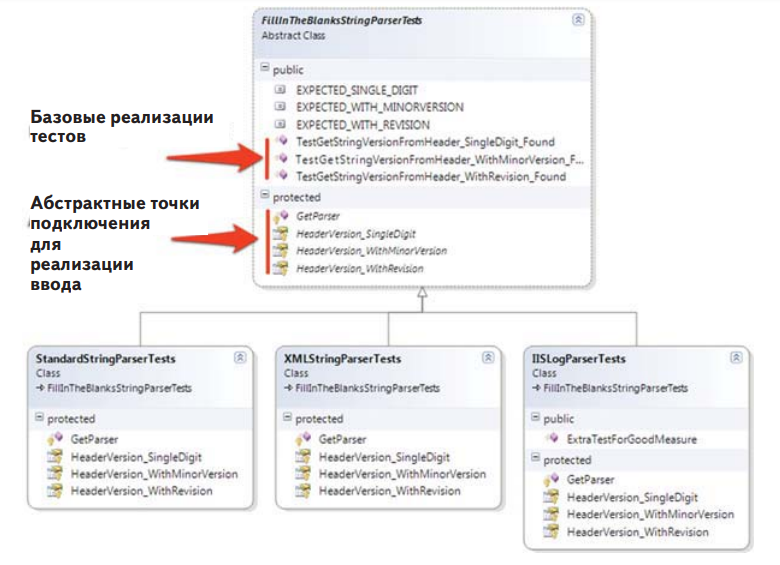 FillInTheBlanksStringParserTests
Abstract Class
public
EXPECTED_SINGLE_DIGIT
EXPECTED_WITH_MINORVERSION
EXPECTED_WITH_REVISION
TestGetStringVersionFromHeader_SingleDigit_Found
TestGetStringVersionFromHeader_WithMinorVersion_F...
TestGetStringVersionFromHeader_WithRevision_Found
protected
GetParser
HeaderVersion_SingleDigit
HeaderVersion_WithMinorVersion
HeaderVersion_WithRevision
Базовые реализации
тестов
Абстрактные точки
подключения
для
реализации
ввода
StandardStringParserTests
Class
FillInTheBlanksStringParserTests
protected
GetParser
HeaderVersion_SingleDigit
HeaderVersion_WithMinorVersion
HeaderVersion_WithRevision
XMLStringParserTests
Class
FillInTheBlanksStringParserTests
protected
GetParser
HeaderVersion_SingleDigit
HeaderVersion_WithMinorVersion
HeaderVersion_WithRevision
IISLogParserTests
Class
FillInTheBlanksStringParserTests
public
ExtraTestForGoodMeasure
protected
GetParser
HeaderVersion_SingleDigit
HeaderVersion_WithMinorVersion
HeaderVersion_WithRevision